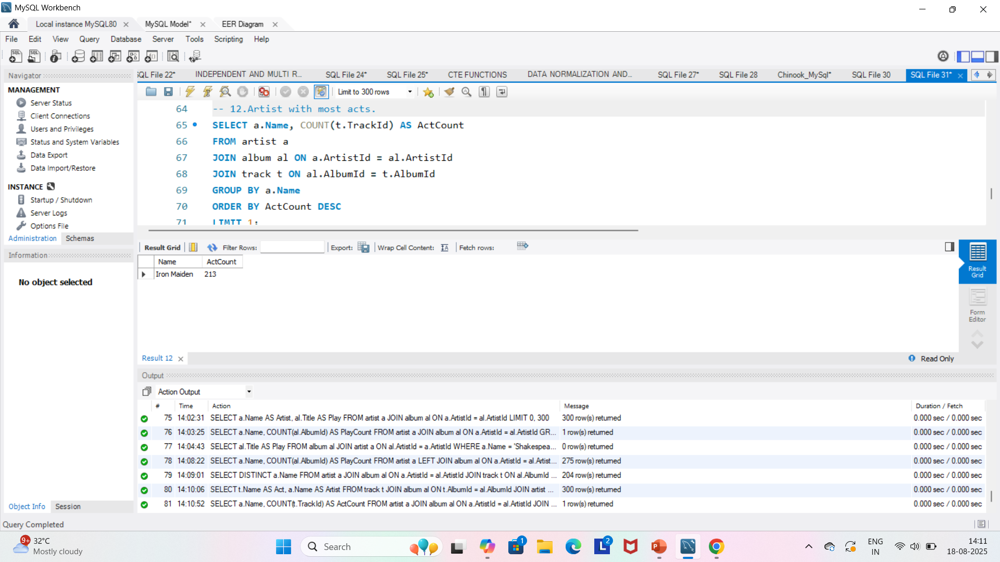 MySQL Workbench
Local instance MySQL80
MySQL Model*
EER Diagram
File Edit View Query Database Server Tools Scripting Help
Navigator
SQL File 22* INDEPENDENT AND MULTI R... SQL File 24* SQL File 25* CTE FUNCTIONS DATA NORMALIZATION AND... SQL File 27* SQL File 28 Chinook_MySql* SQL File 30 SQL File 31*
MANAGEMENT
Server Status
Client Connections
Users and Privileges
Status and System Variables
Data Export
Data Import/Restore
INSTANCE
Startup / Shutdown
Server Logs
Options File
Administration Schemas
Information
No object selected
Object Info Session
Limit to 300 rows
64 -- 12.Artist with most acts.
65 SELECT a.Name, COUNT(t.TrackId) AS ActCount
66 FROM artist a
67 JOIN album al ON a.ArtistId = al.ArtistId
68 JOIN track t ON al.AlbumId = t.AlbumId
69 GROUP BY a.Name
70 ORDER BY ActCount DESC
71 LIMIT 1;
Result Grid Filter Rows: Export: Wrap Cell Content: Fetch rows:
Name ActCount
Iron Maiden 213
Result Grid
Form Editor
Result 12
Read Only
Output
Action Output
# Time Action Message Duration / Fetch
75 14:02:31 SELECT a.Name AS Artist, al.Title AS Play FROM artist a JOIN album al ON a.ArtistId = al.ArtistId LIMIT 0, 300 300 row(s) returned 0.000 sec / 0.000 sec
76 14:03:25 SELECT a.Name, COUNT(al.AlbumId) AS PlayCount FROM artist a JOIN album al ON a.ArtistId = al.ArtistId GR... 1 row(s) returned 0.000 sec / 0.000 sec
77 14:04:43 SELECT al.Title AS Play FROM album al JOIN artist a ON al.ArtistId = a.ArtistId WHERE a.Name = 'Shakespea... 0 row(s) returned 0.000 sec / 0.000 sec
78 14:08:22 SELECT a.Name, COUNT(al.AlbumId) AS PlayCount FROM artist a LEFT JOIN album al ON a.ArtistId = al.Artist... 275 row(s) returned 0.000 sec / 0.000 sec
79 14:09:01 SELECT DISTINCT a.Name FROM artist a JOIN album al ON a.ArtistId = al.ArtistId JOIN track t ON al.AlbumId ... 204 row(s) returned 0.000 sec / 0.000 sec
80 14:10:06 SELECT t.Name AS Act, a.Name AS Artist FROM track t JOIN album al ON t.AlbumId = al.AlbumId JOIN artist ... 300 row(s) returned 0.000 sec / 0.000 sec
81 14:10:52 SELECT a.Name, COUNT(t.TrackId) AS ActCount FROM artist a JOIN album al ON a.ArtistId = al.ArtistId JOIN ... 1 row(s) returned 0.000 sec / 0.000 sec
Query Completed
9+
32°C
Mostly cloudy
Search
1
L 2
P
ENG
IN
14:11
18-08-2025